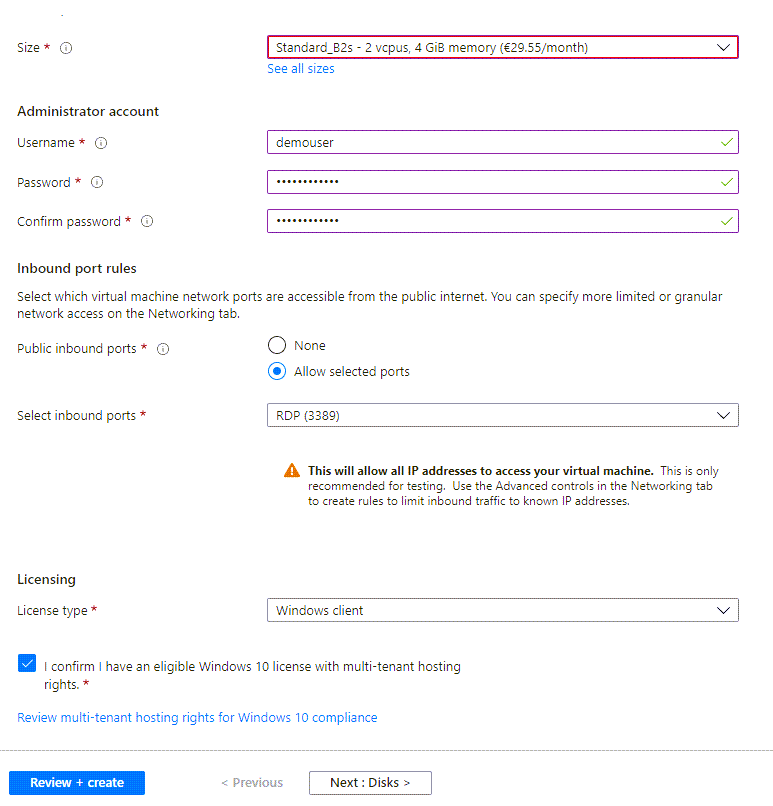 Size *
Standard_B2s - 2 vcpus, 4 GiB memory (€29.55/month)
See all sizes
Administrator account
Username *
demouser
Password *
••••••••••••
Confirm password *
••••••••••••
Inbound port rules
Select which virtual machine network ports are accessible from the public internet. You can specify more limited or granular
network access on the Networking tab.
Public inbound ports *
None
Allow selected ports
Select inbound ports *
RDP (3389)
This will allow all IP addresses to access your virtual machine. This is only
recommended for testing. Use the Advanced controls in the Networking tab
to create rules to limit inbound traffic to known IP addresses.
Licensing
License type *
Windows client
I confirm I have an eligible Windows 10 license with multi-tenant hosting
rights. *
Review multi-tenant hosting rights for Windows 10 compliance
Review + create
< Previous
Next : Disks >